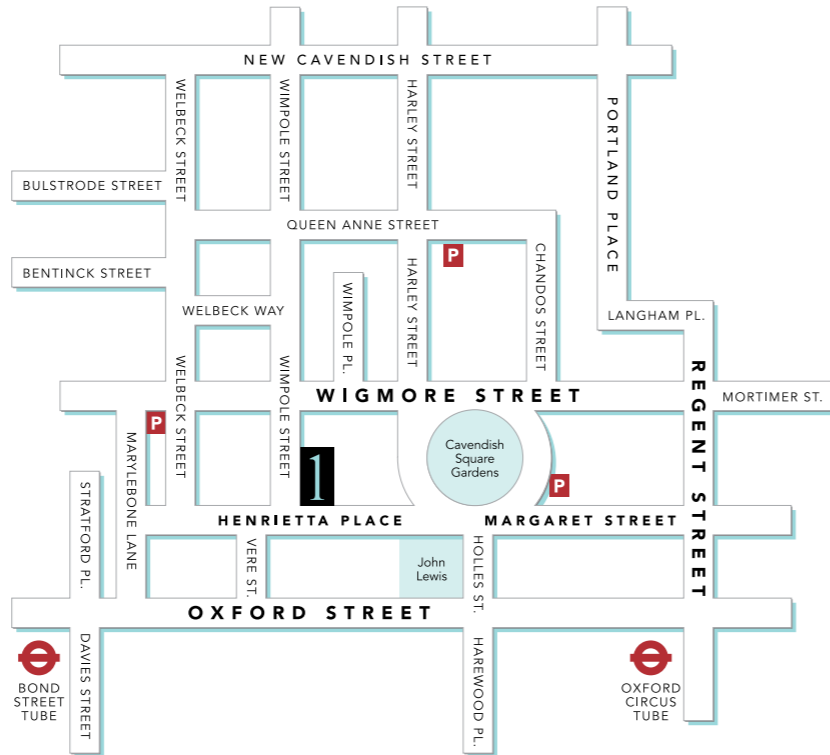 NEW CAVENDISH STREET
WELBECK STREET
WIMPOLE STREET
HARLEY STREET
PORTLAND PLACE
BULSTRODE STREET
QUEEN ANNE STREET
P
BENTINCK STREET
WIMPOLE PL.
HARLEY STREET
CHANDOS STREET
WELBECK WAY
LANGHAM PL.
WELBECK STREET
WIMPOLE STREET
WIGMORE STREET
REGENT STREET
MORTIMER ST.
P
MARYLEBONE LANE
1
Cavendish
Square
Gardens
P
STRATFORD PL.
HENRIETTA PLACE
MARGARET STREET
VERE ST.
John
Lewis
HOLLES ST.
OXFORD STREET
DAVIES STREET
HAREWOOD PL.
BOND
STREET
TUBE
OXFORD
CIRCUS
TUBE